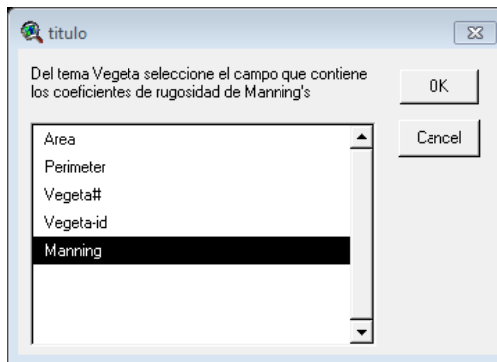 titulo
Del tema Vegeta seleccione el campo que contiene
los coeficientes de rugosidad de Manning's
OK
Cancel
Area
Perimeter
Vegeta#
Vegeta-id
Manning